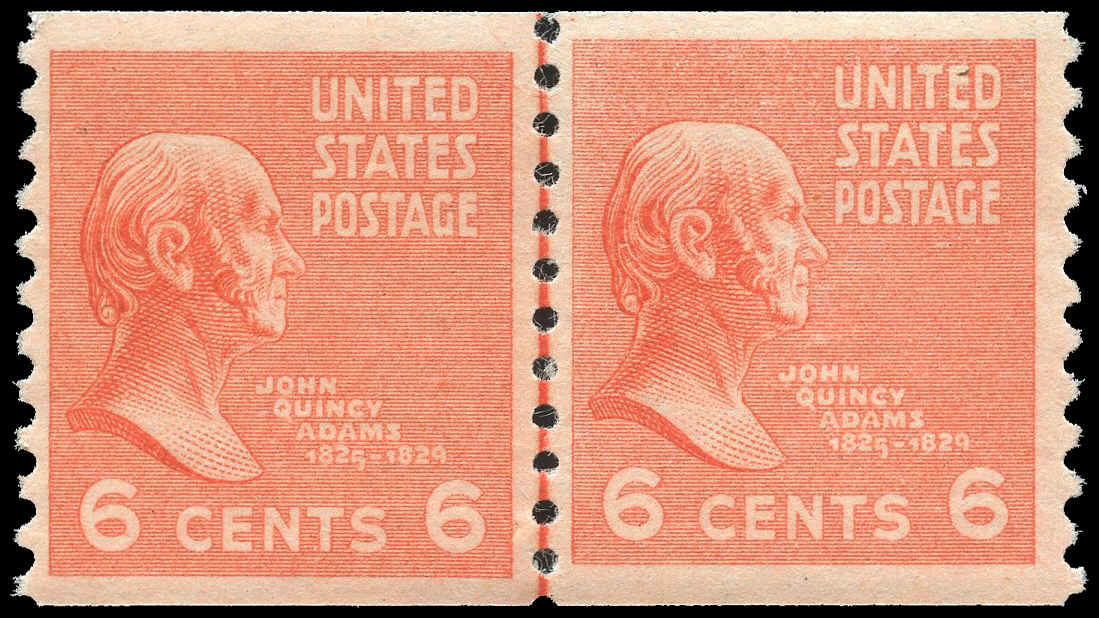 UNITED
STATES
POSTAGE
JOHN
QUINCY
ADAMS
1825-1829
6 CENTS 6
UNITED
STATES
POSTAGE
JOHN
QUINCY
ADAMS
1825-1829
6 CENTS 6